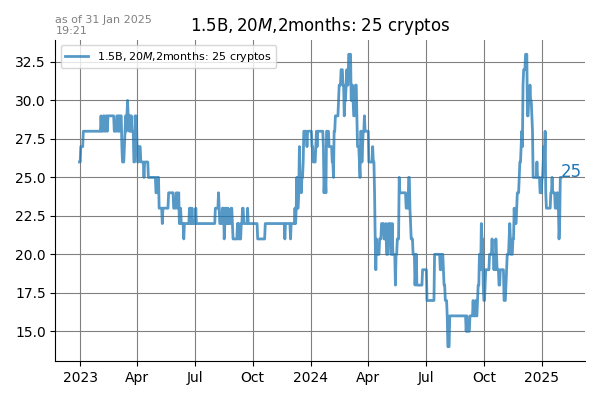 as of 31 Jan 2025
19:21
1.5B, 20M,2months: 25 cryptos
1.5B, 20M,2months: 25 cryptos
32.5
30.0
27.5
25.0
22.5
20.0
17.5
15.0
25
2023 Apr Jul Oct 2024 Apr Jul Oct 2025